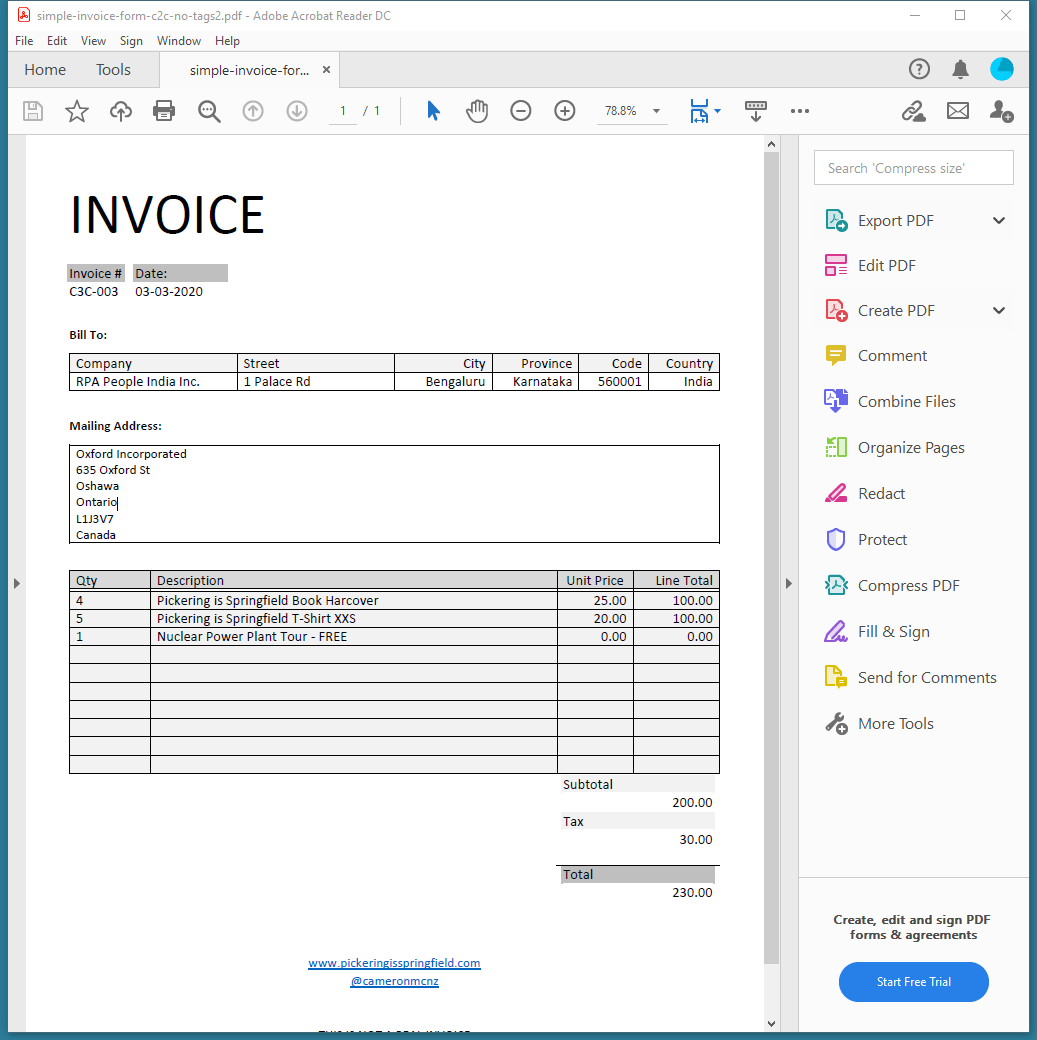 simple-invoice-form-c2c-no-tags2.pdf - Adobe Acrobat Reader DC
File Edit View Sign Window Help
Home Tools simple-invoice-for... ×
1 / 1 78.8%
Search 'Compress size'
Export PDF
Edit PDF
Create PDF
Comment
Combine Files
Organize Pages
Redact
Protect
Compress PDF
Fill & Sign
Send for Comments
More Tools
Create, edit and sign PDF
forms & agreements
Start Free Trial
INVOICE
Invoice # Date:
C3C-003 03-03-2020
Bill To:
Company Street City Province Code Country
RPA People India Inc. 1 Palace Rd Bengaluru Karnataka 560001 India
Mailing Address:
Oxford Incorporated
635 Oxford St
Oshawa
Ontario
L1J3V7
Canada
Qty Description Unit Price Line Total
4 Pickering is Springfield Book Harcover 25.00 100.00
5 Pickering is Springfield T-Shirt XXS 20.00 100.00
1 Nuclear Power Plant Tour - FREE 0.00 0.00
Subtotal
200.00
Tax
30.00
Total
230.00
www.pickeringisspringfield.com
@cameronmcnz
THIS IS NOT A REAL INVOICE